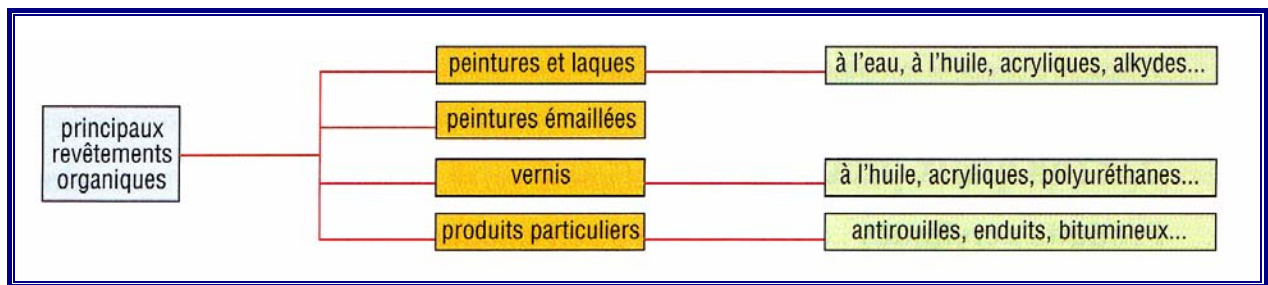 principaux
revêtements
organiques
peintures et laques
à l'eau, à l'huile, acryliques, alkydes...
peintures émaillées
vernis
à l'huile, acryliques, polyuréthanes...
produits particuliers
antirouilles, enduits, bitumineux...